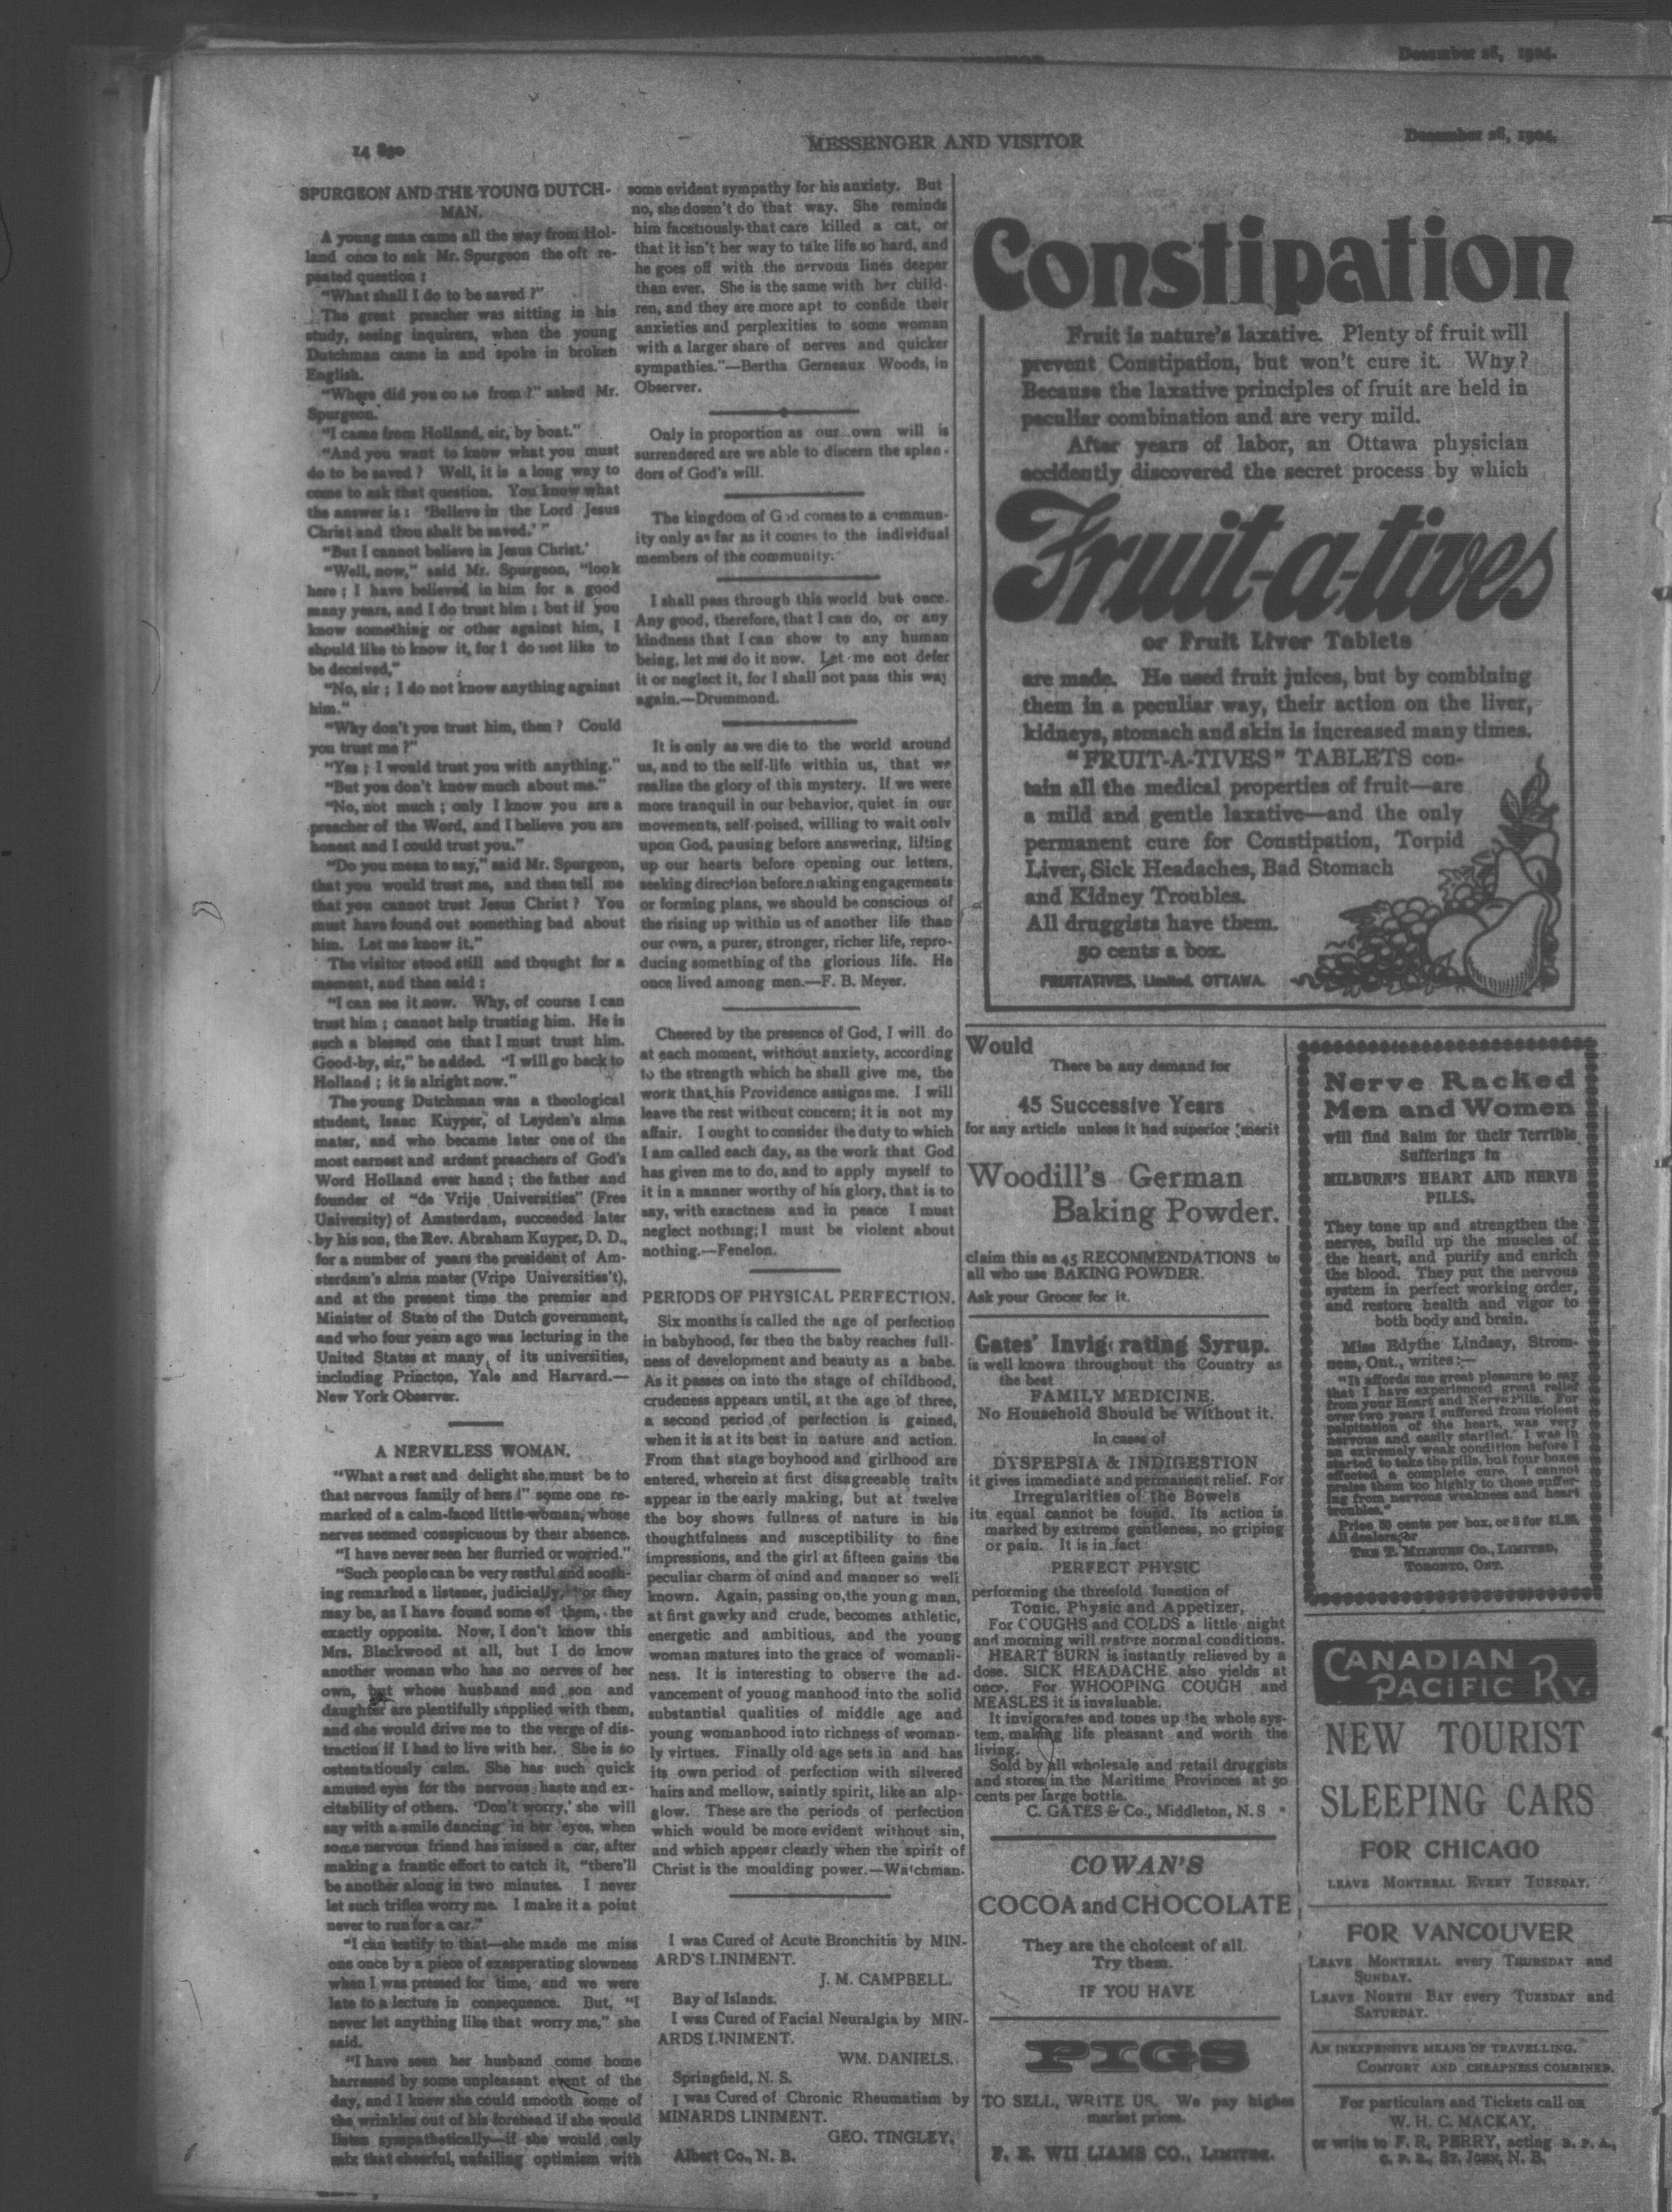 December 28, 1904.
14 890
MESSENGER AND VISITOR
December 28, 1904.
SPURGEON AND THE YOUNG DUTCH-
MAN.
A young man came all the way from Hol-
land once to ask Mr. Spurgeon the oft re-
peated question :
"What shall I do to be saved ?"
The great preacher was sitting in his
study, seeing inquirers, when the young
Dutchman came in and spoke in broken
English.
"Where did you come from ?" asked Mr.
Spurgeon.
"I came from Holland, sir, by boat."
"And you want to know what you must
do to be saved ? Well, it is a long way to
come to ask that question. You know what
the answer is : 'Believe in the Lord Jesus
Christ and thou shalt be saved.' "
"But I cannot believe in Jesus Christ.'
"Well, now," said Mr. Spurgeon, "look
here ; I have believed in him for a good
many years, and I do trust him ; but if you
know something or other against him, I
should like to know it, for I do not like to
be deceived,"
"No, sir ; I do not know anything against
him."
"Why don't you trust him, then ? Could
you trust me ?"
"Yes ; I would trust you with anything."
"But you don't know much about me."
"No, not much ; only I know you are a
preacher of the Word, and I believe you are
honest and I could trust you."
"Do you mean to say," said Mr. Spurgeon,
that you would trust me, and then tell me
that you cannot trust Jesus Christ ? You
must have found out something bad about
him. Let me know it."
The visitor stood still and thought for a
moment, and then said :
"I can see it now. Why, of course I can
trust him ; cannot help trusting him. He is
such a blessed one that I must trust him.
Good-by, sir," he added. "I will go back to
Holland ; it is alright now."
The young Dutchman was a theological
student, Isaac Kuyper, of Leyden's alma
mater, and who became later one of the
most earnest and ardent preachers of God's
Word Holland ever hand ; the father and
founder of "de Vrije Universities" (Free
University) of Amsterdam, succeeded later
by his son, the Rev. Abraham Kuyper, D. D.,
for a number of years the president of Am-
sterdam's alma mater (Vripe Universities't),
and at the present time the premier and
Minister of State of the Dutch government,
and who four years ago was lecturing in the
United States at many of its universities,
including Princton, Yale and Harvard.—
New York Observer.
A NERVELESS WOMAN.
"What a rest and delight she must be to
that nervous family of hers !" some one re-
marked of a calm-faced little woman, whose
nerves seemed conspicuous by their absence.
"I have never seen her flurried or worried."
"Such people can be very restful and sooth-
ing remarked a listener, judicially, "or they
may be, as I have found some of them, the
exactly opposite. Now, I don't know this
Mrs. Blackwood at all, but I do know
another woman who has no nerves of her
own, but whose husband and son and
daughter are plentifully supplied with them,
and she would drive me to the verge of dis-
traction if I had to live with her. She is so
ostentatiously calm. She has such quick
amused eyes for the nervous haste and ex-
citability of others. 'Don't worry,' she will
say with a smile dancing in her eyes, when
some nervous friend has missed a car, after
making a frantic effort to catch it, "there'll
be another along in two minutes. I never
let such trifles worry me. I make it a point
never to run for a car."
"I can testify to that—she made me miss
one once by a piece of exasperating slowness
when I was pressed for time, and we were
late to a lecture in consequence. But, "I
never let anything like that worry me," she
said.
"I have seen her husband come home
harrassed by some unpleasant event of the
day, and I knew she could smooth some of
the wrinkles out of his forehead if she would
listen sympathetically—if she would only
mix that cheerful, unfailing optimism with
some evident sympathy for his anxiety. But
no, she dosen't do that way. She reminds
him facetiously that care killed a cat, or
that it isn't her way to take life so hard, and
he goes off with the nervous lines deeper
than ever. She is the same with her child-
ren, and they are more apt to confide their
anxieties and perplexities to some woman
with a larger share of nerves and quicker
sympathies."—Bertha Gerneaux Woods, in
Observer.
Only in proportion as our own will is
surrendered are we able to discern the splen-
dors of God's will.
The kingdom of God comes to a commun-
ity only as far as it comes to the individual
members of the community.
I shall pass through this world but once.
Any good, therefore, that I can do, or any
kindness that I can show to any human
being, let me do it now. Let me not defer
it or neglect it, for I shall not pass this way
again.—Drummond.
It is only as we die to the world around
us, and to the self-life within us, that we
realize the glory of this mystery. If we were
more tranquil in our behavior, quiet in our
movements, self-poised, willing to wait only
upon God, pausing before answering, lifting
up our hearts before opening our letters,
seeking direction before making engagements
or forming plans, we should be conscious of
the rising up within us of another life than
our own, a purer, stronger, richer life, repro-
ducing something of the glorious life. He
once lived among men.—F. B. Meyer.
Cheered by the presence of God, I will do
at each moment, without anxiety, according
to the strength which he shall give me, the
work that his Providence assigns me. I will
leave the rest without concern; it is not my
affair. I ought to consider the duty to which
I am called each day, as the work that God
has given me to do, and to apply myself to
it in a manner worthy of his glory, that is to
say, with exactness and in peace I must
neglect nothing; I must be violent about
nothing.—Fenelon.
PERIODS OF PHYSICAL PERFECTION.
Six months is called the age of perfection
in babyhood, for then the baby reaches full-
ness of development and beauty as a babe.
As it passes on into the stage of childhood,
crudeness appears until, at the age of three,
a second period of perfection is gained,
when it is at its best in nature and action.
From that stage boyhood and girlhood are
entered, wherein at first disagreeable traits
appear in the early making, but at twelve
the boy shows fullness of nature in his
thoughtfulness and susceptibility to fine
impressions, and the girl at fifteen gains the
peculiar charm of mind and manner so well
known. Again, passing on, the young man,
at first gawky and crude, becomes athletic,
energetic and ambitious, and the young
woman matures into the grace of womanli-
ness. It is interesting to observe the ad-
vancement of young manhood into the solid
substantial qualities of middle age and
young womanhood into richness of woman-
ly virtues. Finally old age sets in and has
its own period of perfection with silvered
hairs and mellow, saintly spirit, like an alp-
glow. These are the periods of perfection
which would be more evident without sin,
and which appear clearly when the spirit of
Christ is the moulding power.—Watchman.
I was Cured of Acute Bronchitis by MIN-
ARD'S LINIMENT.
J. M. CAMPBELL.
Bay of Islands.
I was Cured of Facial Neuralgia by MIN-
ARDS LINIMENT.
WM. DANIELS.
Springfield, N. S.
I was Cured of Chronic Rheumatism by
MINARDS LINIMENT.
GEO. TINGLEY.
Albert Co., N. B.
Constipation
Fruit is nature's laxative. Plenty of fruit will
prevent Constipation, but won't cure it. Why?
Because the laxative principles of fruit are held in
peculiar combination and are very mild.
After years of labor, an Ottawa physician
accidently discovered the secret process by which
Fruit-a-tives
or Fruit Liver Tablets
are made. He used fruit juices, but by combining
them in a peculiar way, their action on the liver,
kidneys, stomach and skin is increased many times.
"FRUIT-A-TIVES" TABLETS con-
tain all the medical properties of fruit—are
a mild and gentle laxative—and the only
permanent cure for Constipation, Torpid
Liver, Sick Headaches, Bad Stomach
and Kidney Troubles.
All druggists have them.
50 cents a box.
FRUITATIVES, Limited, OTTAWA.
Would
There be any demand for
45 Successive Years
for any article unless it had superior merit
Woodill's German
Baking Powder.
claim this as 45 RECOMMENDATIONS to
all who use BAKING POWDER.
Ask your Grocer for it.
Gates' Invigorating Syrup.
is well known throughout the Country as
the best
FAMILY MEDICINE,
No Household Should be Without it.
In cases of
DYSPEPSIA & INDIGESTION
it gives immediate and permanent relief. For
Irregularities of the Bowels
its equal cannot be found. Its action is
marked by extreme gentleness, no griping
or pain. It is in fact
PERFECT PHYSIC
performing the threefold function of
Tonic, Physic and Appetizer,
For COUGHS and COLDS a little night
and morning will restore normal conditions.
HEART BURN is instantly relieved by a
dose. SICK HEADACHE also yields at
once. For WHOOPING COUGH and
MEASLES it is invaluable.
It invigorates and tones up the whole sys-
tem, making life pleasant and worth the
living.
Sold by all wholesale and retail druggists
and stores in the Maritime Provinces at 50
cents per large bottle.
C. GATES & Co., Middleton, N. S
COWAN'S
COCOA and CHOCOLATE
They are the choicest of all.
Try them.
IF YOU HAVE
PIGS
TO SELL, WRITE US. We pay highes
market prices.
F. E. WILLIAMS CO., LIMITED.
Nerve Racked
Men and Women
will find Balm for their Terrible
Sufferings in
MILBURN'S HEART AND NERVE
PILLS.
They tone up and strengthen the
nerves, build up the muscles of
the heart, and purify and enrich
the blood. They put the nervous
system in perfect working order,
and restore health and vigor to
both body and brain.
Miss Edythe Lindsay, Strom-
ness, Ont., writes:—
"It affords me great pleasure to say
that I have experienced great relief
from your Heart and Nerve Pills. For
over two years I suffered from violent
palpitation of the heart, was very
nervous and easily startled. I was in
an extremely weak condition before I
started to take the pills, but four boxes
effected a complete cure. I cannot
praise them too highly to those suffer-
ing from nervous weakness and heart
troubles."
Price 50 cents per box, or 3 for $1.25.
All dealers, or
THE T. MILBURN CO., LIMITED,
TORONTO, ONT.
CANADIAN
PACIFIC RY.
NEW TOURIST
SLEEPING CARS
FOR CHICAGO
LEAVE MONTREAL EVERY TUESDAY.
FOR VANCOUVER
LEAVE MONTREAL every THURSDAY and
SUNDAY.
LEAVE NORTH BAY every TUESDAY and
SATURDAY.
AN INEXPENSIVE MEANS OF TRAVELLING.
COMFORT AND CHEAPNESS COMBINED.
For particulars and Tickets call on
W. H. C. MACKAY,
or write to F. R. PERRY, acting D. P. A.,
C. P. R., ST. JOHN, N. B.